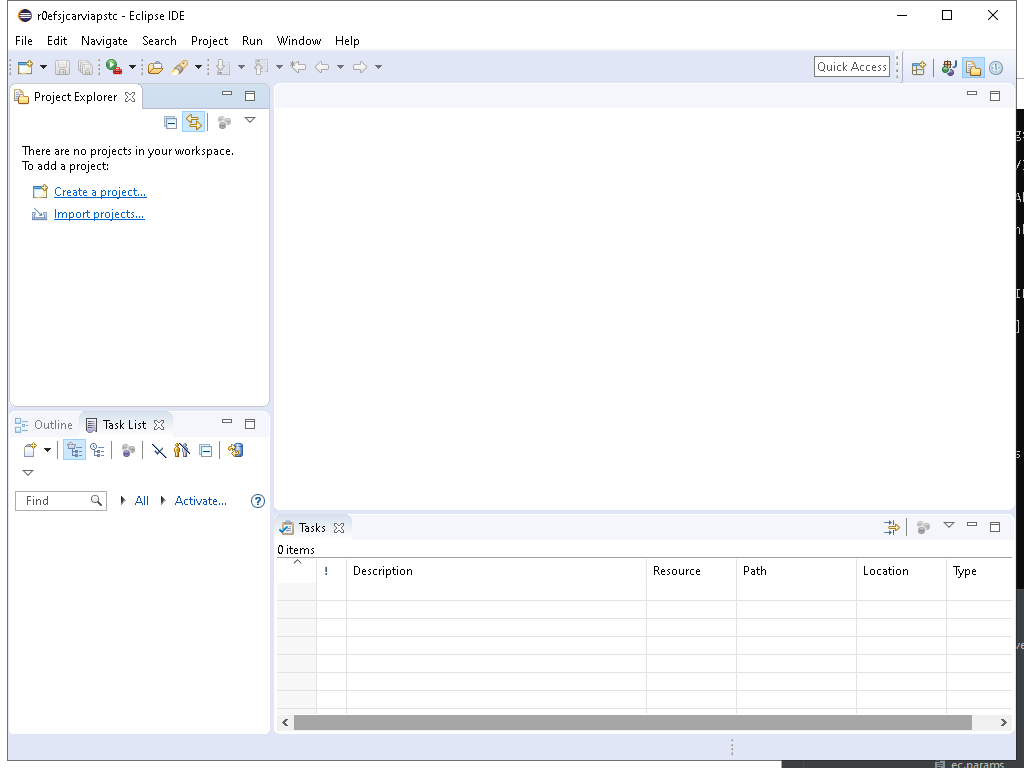 r0efsjcarviapstc - Eclipse IDE
File Edit Navigate Search Project Run Window Help
Quick Access
Project Explorer
There are no projects in your workspace.
To add a project:
Create a project...
Import projects...
Outline Task List
Find All Activate...
Tasks
0 items
! Description Resource Path Location Type
ec.params